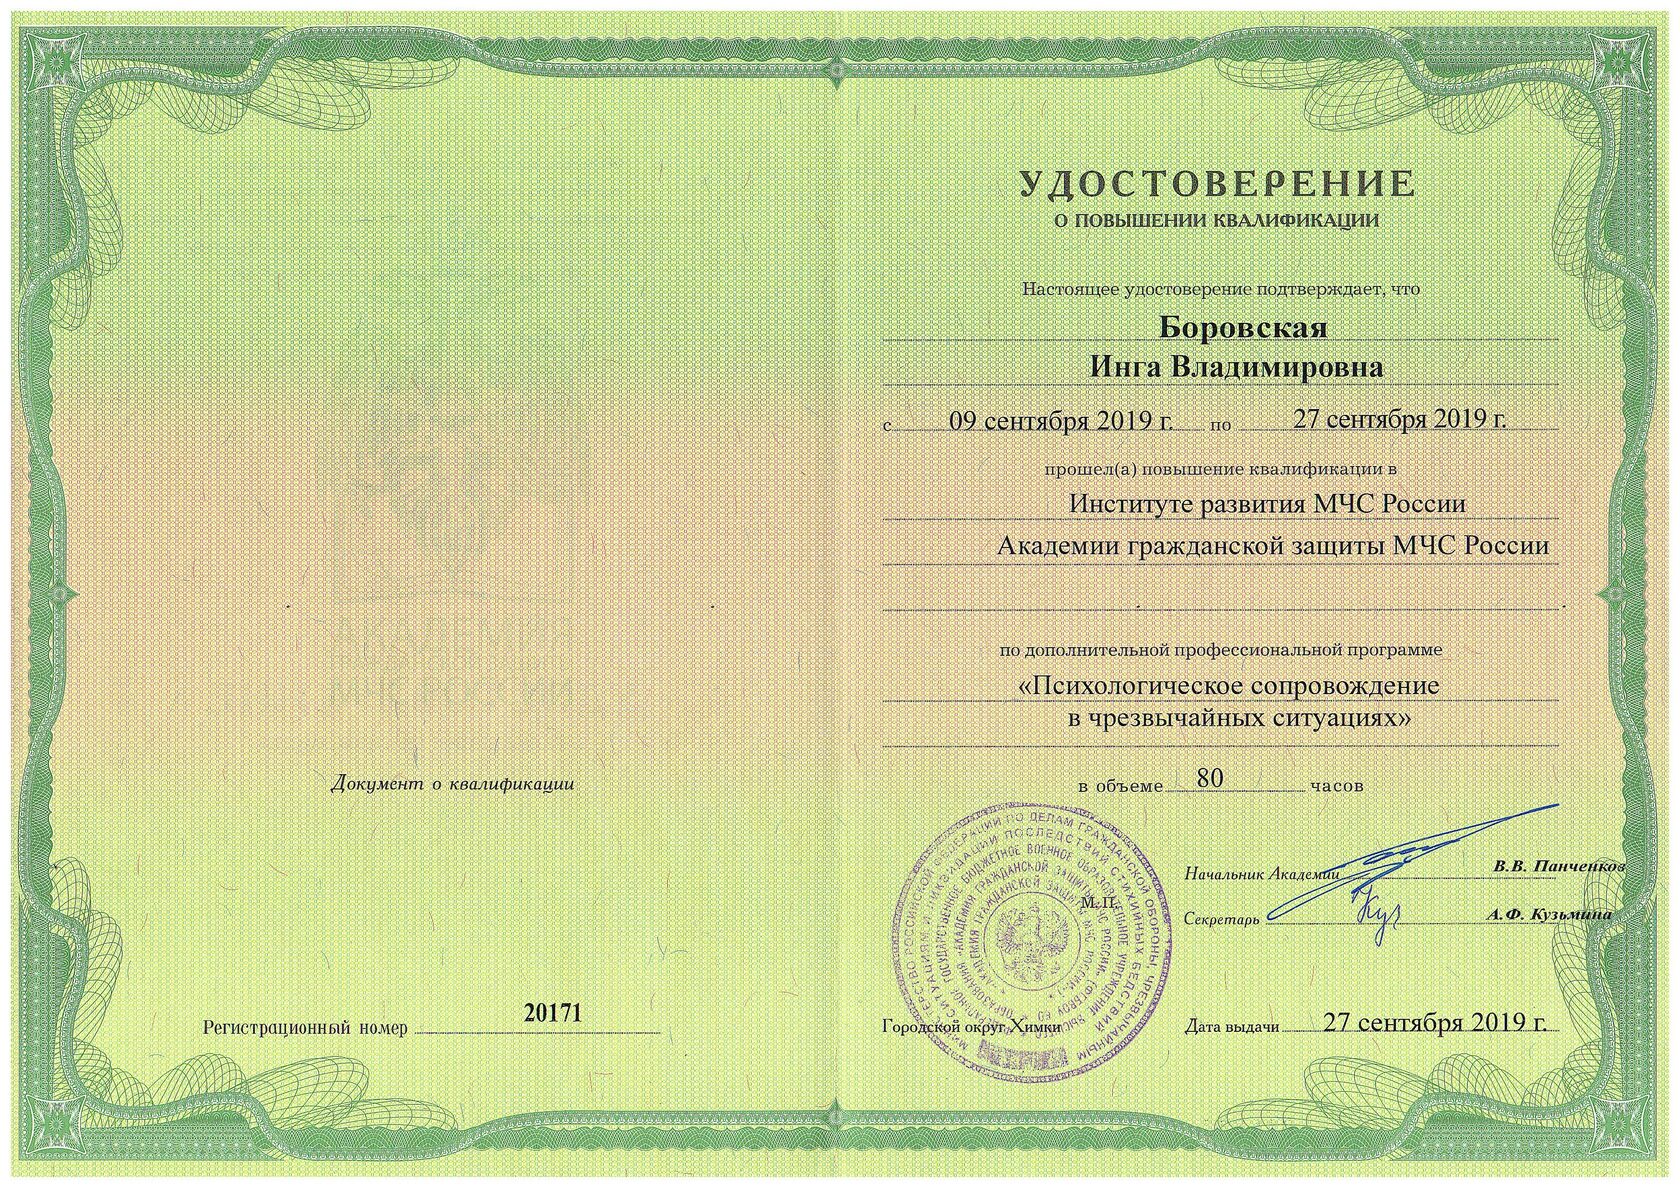 Документ о квалификации
Регистрационный номер 20171
УДОСТОВЕРЕНИЕ
О ПОВЫШЕНИИ КВАЛИФИКАЦИИ
Настоящее удостоверение подтверждает, что
Боровская
Инга Владимировна
с 09 сентября 2019 г. по 27 сентября 2019 г.
прошел(а) повышение квалификации в
Институте развития МЧС России
Академии гражданской защиты МЧС России
по дополнительной профессиональной программе
«Психологическое сопровождение
в чрезвычайных ситуациях»
в объеме 80 часов
Начальник Академии В.В. Панченков
М.П.
Секретарь А.Ф. Кузьмина
Городской округ Химки
Дата выдачи 27 сентября 2019 г.